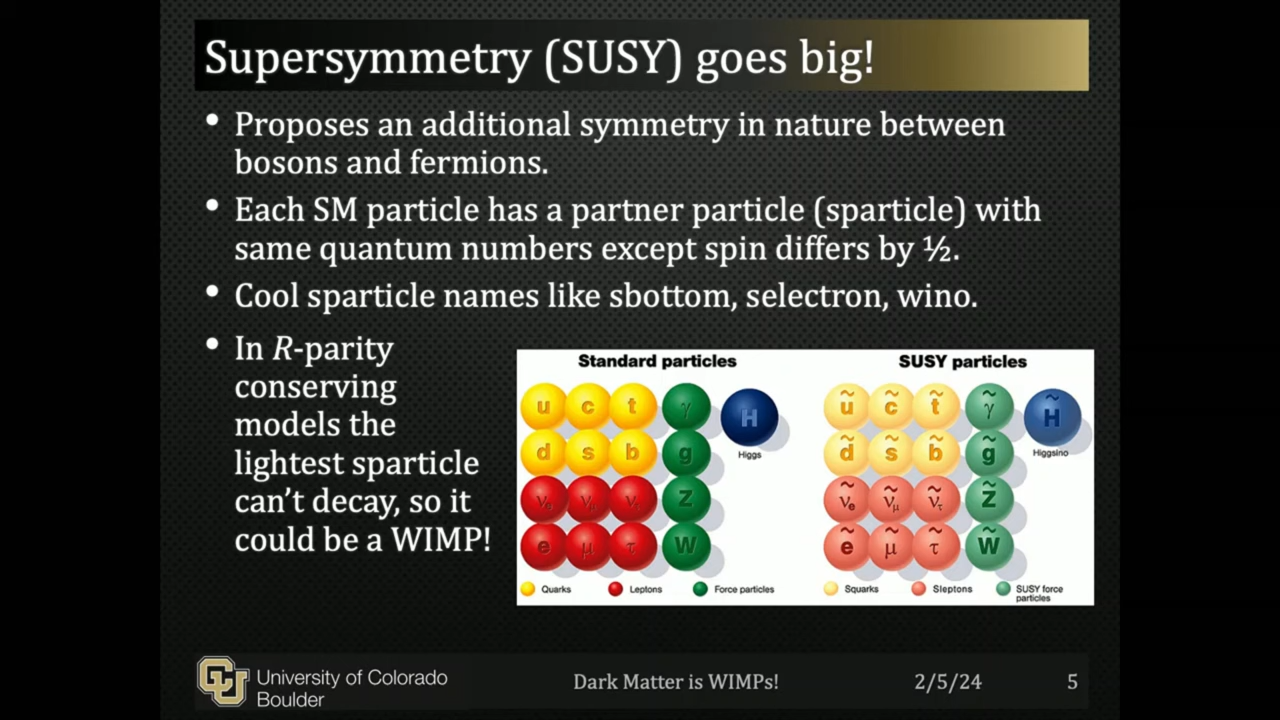 Supersymmetry (SUSY) goes big!
• Proposes an additional symmetry in nature between
bosons and fermions.
• Each SM particle has a partner particle (sparticle) with
same quantum numbers except spin differs by ½.
• Cool sparticle names like sbottom, selectron, wino.
• In R-parity
conserving
models the
lightest sparticle
can't decay, so it
could be a WIMP!
Standard particles
u c t γ H
Higgs
d s b g
νe νμ ντ Z
e μ τ W
Quarks Leptons Force particles
SUSY particles
ũ c̃ t̃ γ̃ H̃
Higgsino
d̃ s̃ b̃ g̃
ν̃e ν̃μ ν̃τ Z̃
ẽ μ̃ τ̃ W̃
Squarks Sleptons SUSY force
particles
CU
University of Colorado
Boulder
Dark Matter is WIMPs!
2/5/24
5